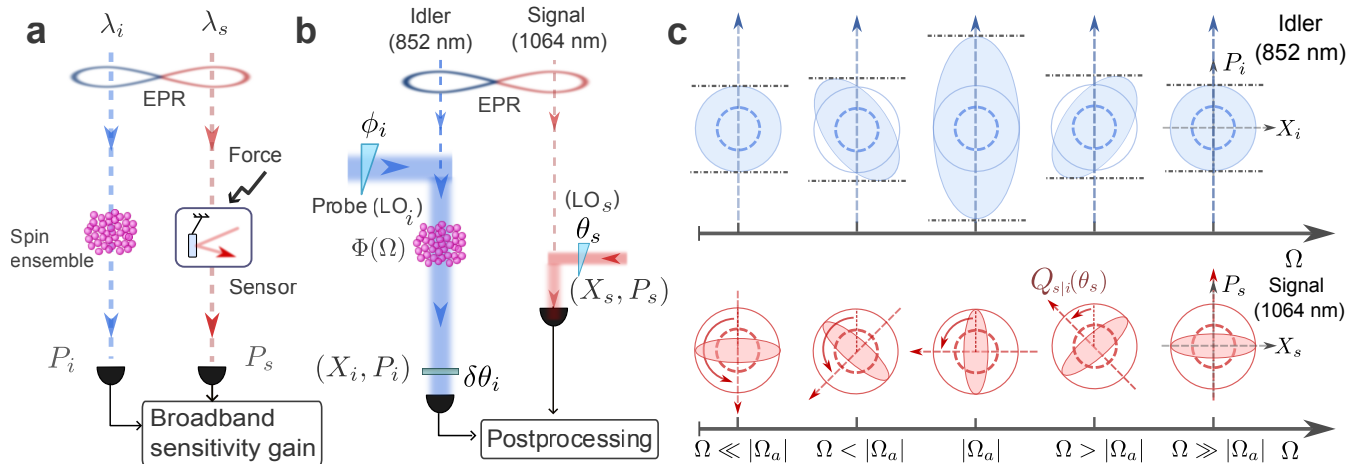 a
λ_i
λ_s
EPR
Force
Spin
ensemble
Sensor
P_i
P_s
Broadband
sensitivity gain
b
Idler
(852 nm)
Signal
(1064 nm)
EPR
ϕ_i
Probe (LO_i)
Φ(Ω)
(LO_s)
θ_s
(X_s, P_s)
(X_i, P_i)
δθ_i
Postprocessing
c
Idler
(852 nm)
P_i
X_i
Ω
Q_{s|i}(θ_s)
P_s
Signal
(1064 nm)
X_s
Ω ≪ |Ω_a|
Ω < |Ω_a|
|Ω_a|
Ω > |Ω_a|
Ω ≫ |Ω_a|
Ω